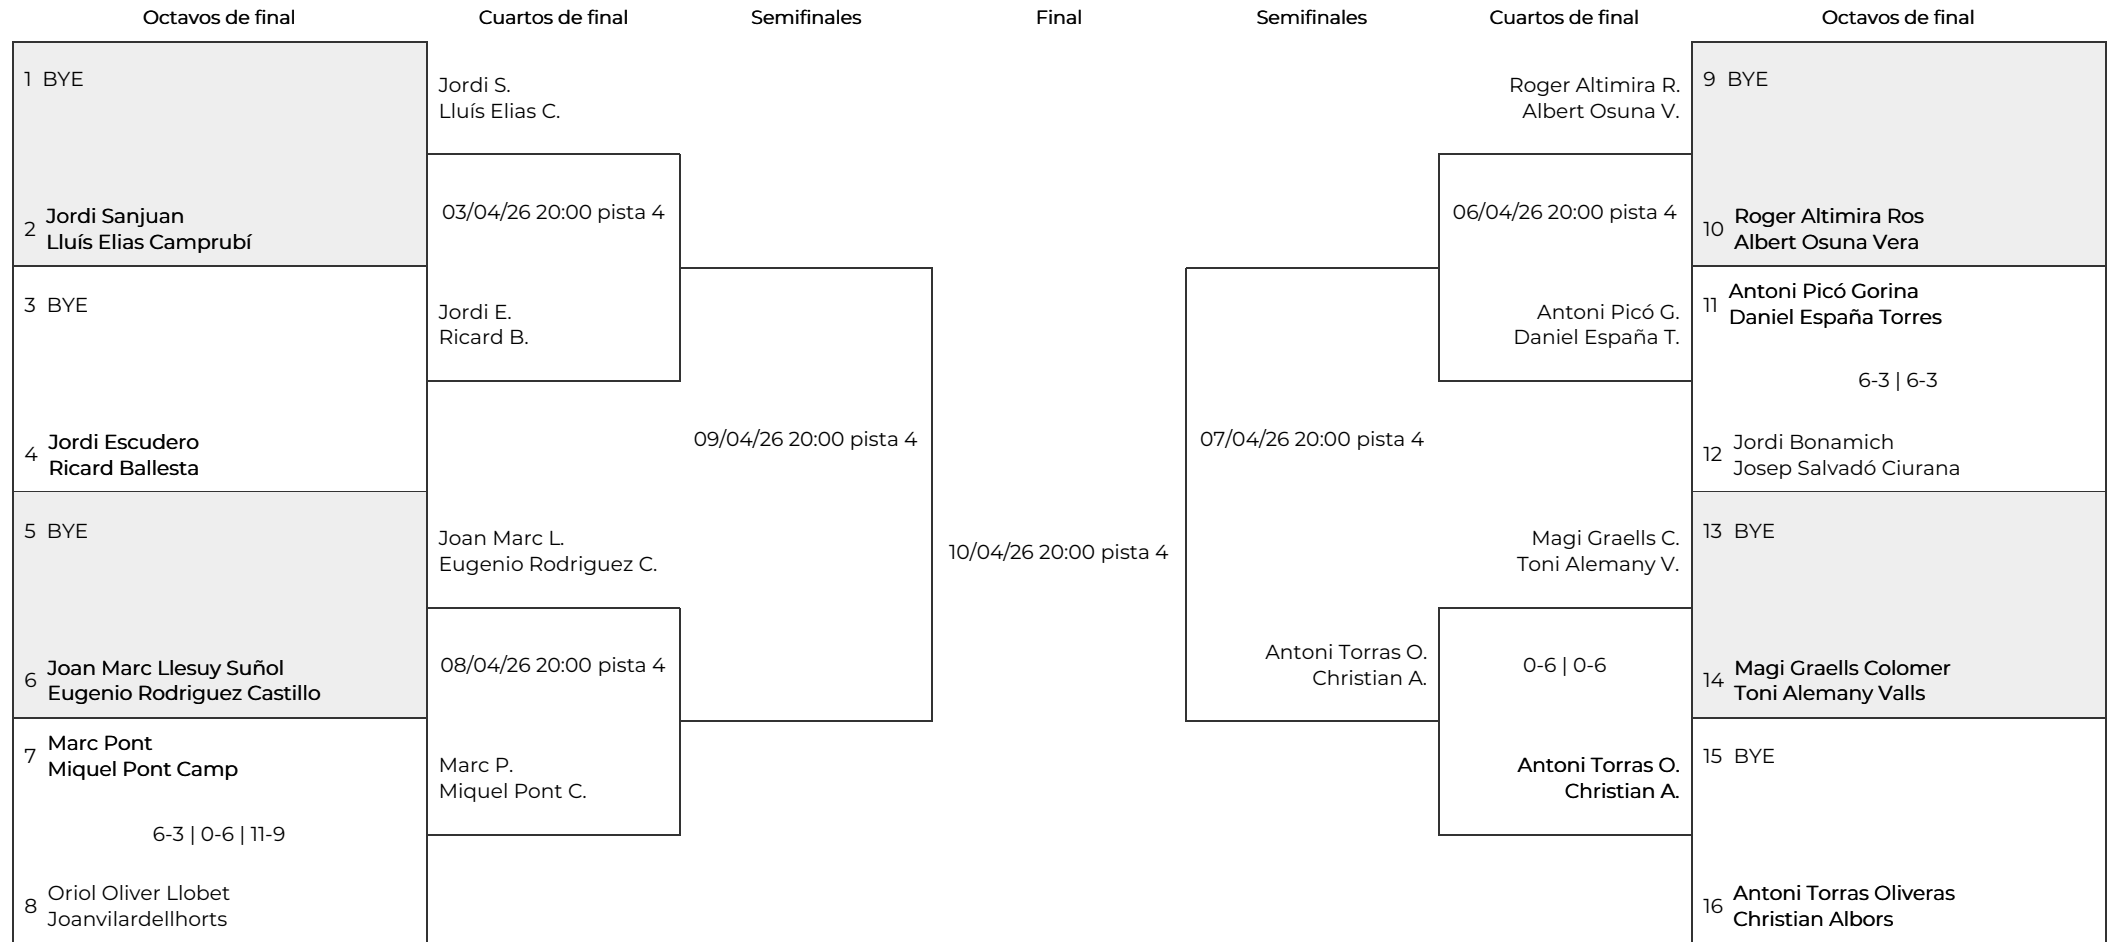 Octavos de final
Cuartos de final
Semifinales
Final
Semifinales
Cuartos de final
Octavos de final
1 BYE
2 Jordi Sanjuan
Lluís Elias Camprubí
3 BYE
4 Jordi Escudero
Ricard Ballesta
5 BYE
6 Joan Marc Llesuy Suñol
Eugenio Rodriguez Castillo
7 Marc Pont
Miquel Pont Camp
6-3 | 0-6 | 11-9
8 Oriol Oliver Llobet
Joanvilardellhorts
Jordi S.
Lluís Elias C.
03/04/26 20:00 pista 4
Jordi E.
Ricard B.
Joan Marc L.
Eugenio Rodriguez C.
08/04/26 20:00 pista 4
Marc P.
Miquel Pont C.
09/04/26 20:00 pista 4
10/04/26 20:00 pista 4
07/04/26 20:00 pista 4
Antoni Torras O.
Christian A.
Roger Altimira R.
Albert Osuna V.
06/04/26 20:00 pista 4
Antoni Picó G.
Daniel España T.
Magi Graells C.
Toni Alemany V.
0-6 | 0-6
Antoni Torras O.
Christian A.
9 BYE
10 Roger Altimira Ros
Albert Osuna Vera
11 Antoni Picó Gorina
Daniel España Torres
6-3 | 6-3
12 Jordi Bonamich
Josep Salvadó Ciurana
13 BYE
14 Magi Graells Colomer
Toni Alemany Valls
15 BYE
16 Antoni Torras Oliveras
Christian Albors